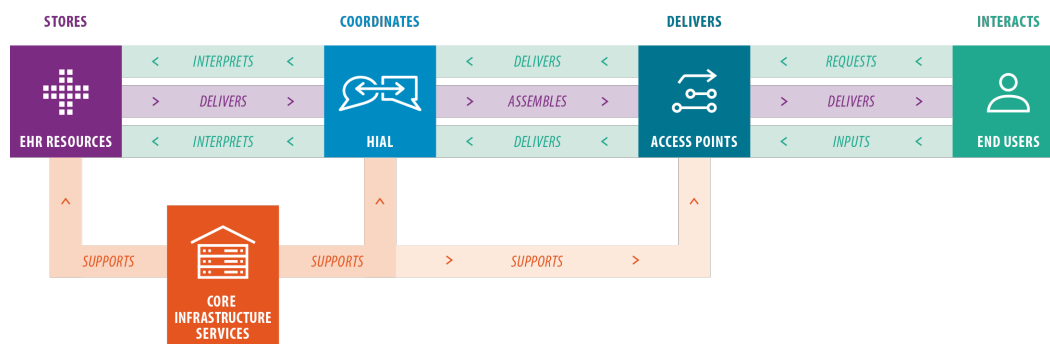 STORES
COORDINATES
DELIVERS
INTERACTS
INTERPRETS
DELIVERS
REQUESTS
DELIVERS
ASSEMBLES
DELIVERS
EHR RESOURCES
INTERPRETS
HIAL
DELIVERS
ACCESS POINTS
INPUTS
END USERS
SUPPORTS
SUPPORTS
SUPPORTS
CORE
INFRASTRUCTURE
SERVICES